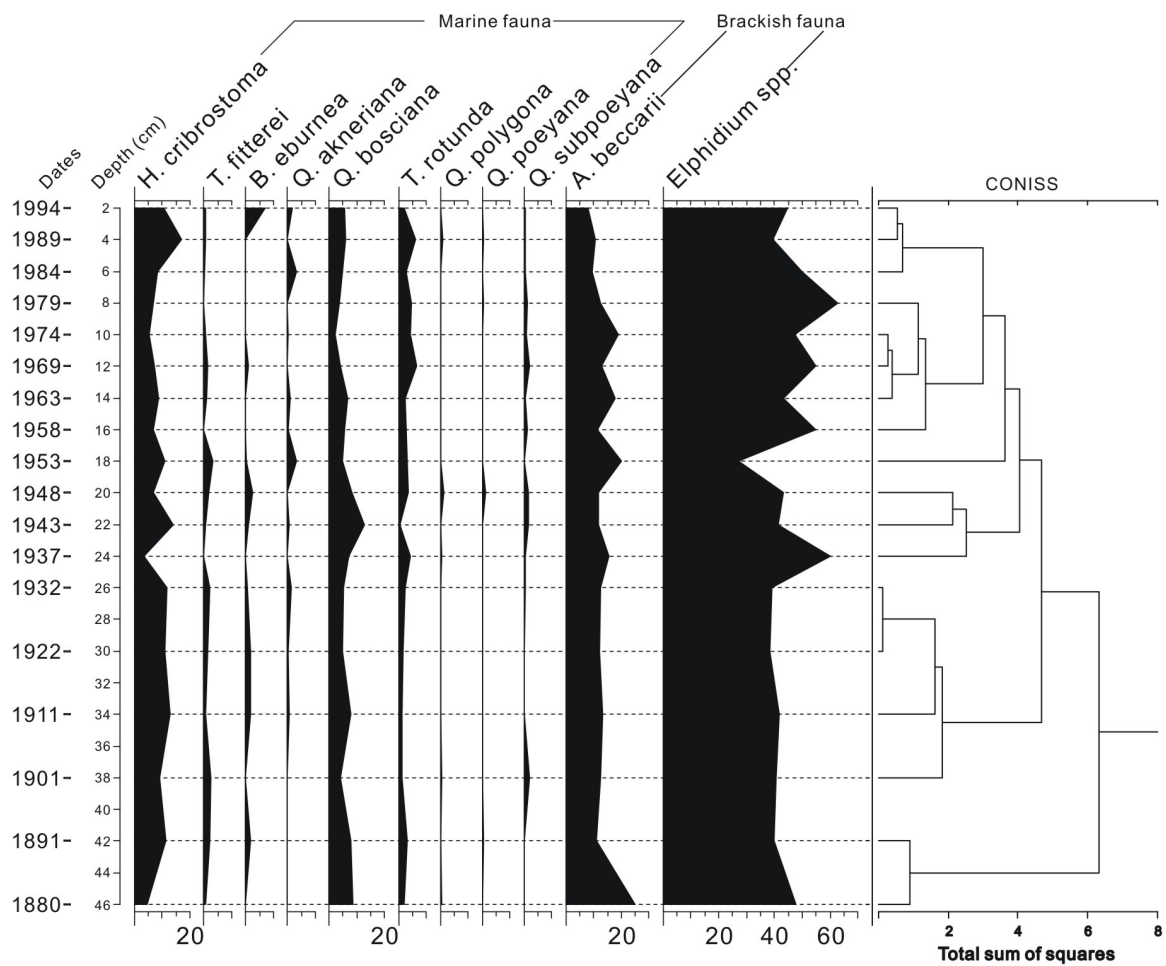 Marine fauna
Brackish fauna
Dates
Depth (cm)
H. cribrostoma
T. fitterei
B. eburnea
Q. akneriana
Q. bosciana
T. rotunda
Q. polygona
Q. poeyana
Q. subpoeyana
A. beccarii
Elphidium spp.
CONISS
1994 2
1989 4
1984 6
1979 8
1974 10
1969 12
1963 14
1958 16
1953 18
1948 20
1943 22
1937 24
1932 26
28
1922 30
32
1911 34
36
1901 38
40
1891 42
44
1880 46
20 20 20 20 40 60
2 4 6 8
Total sum of squares